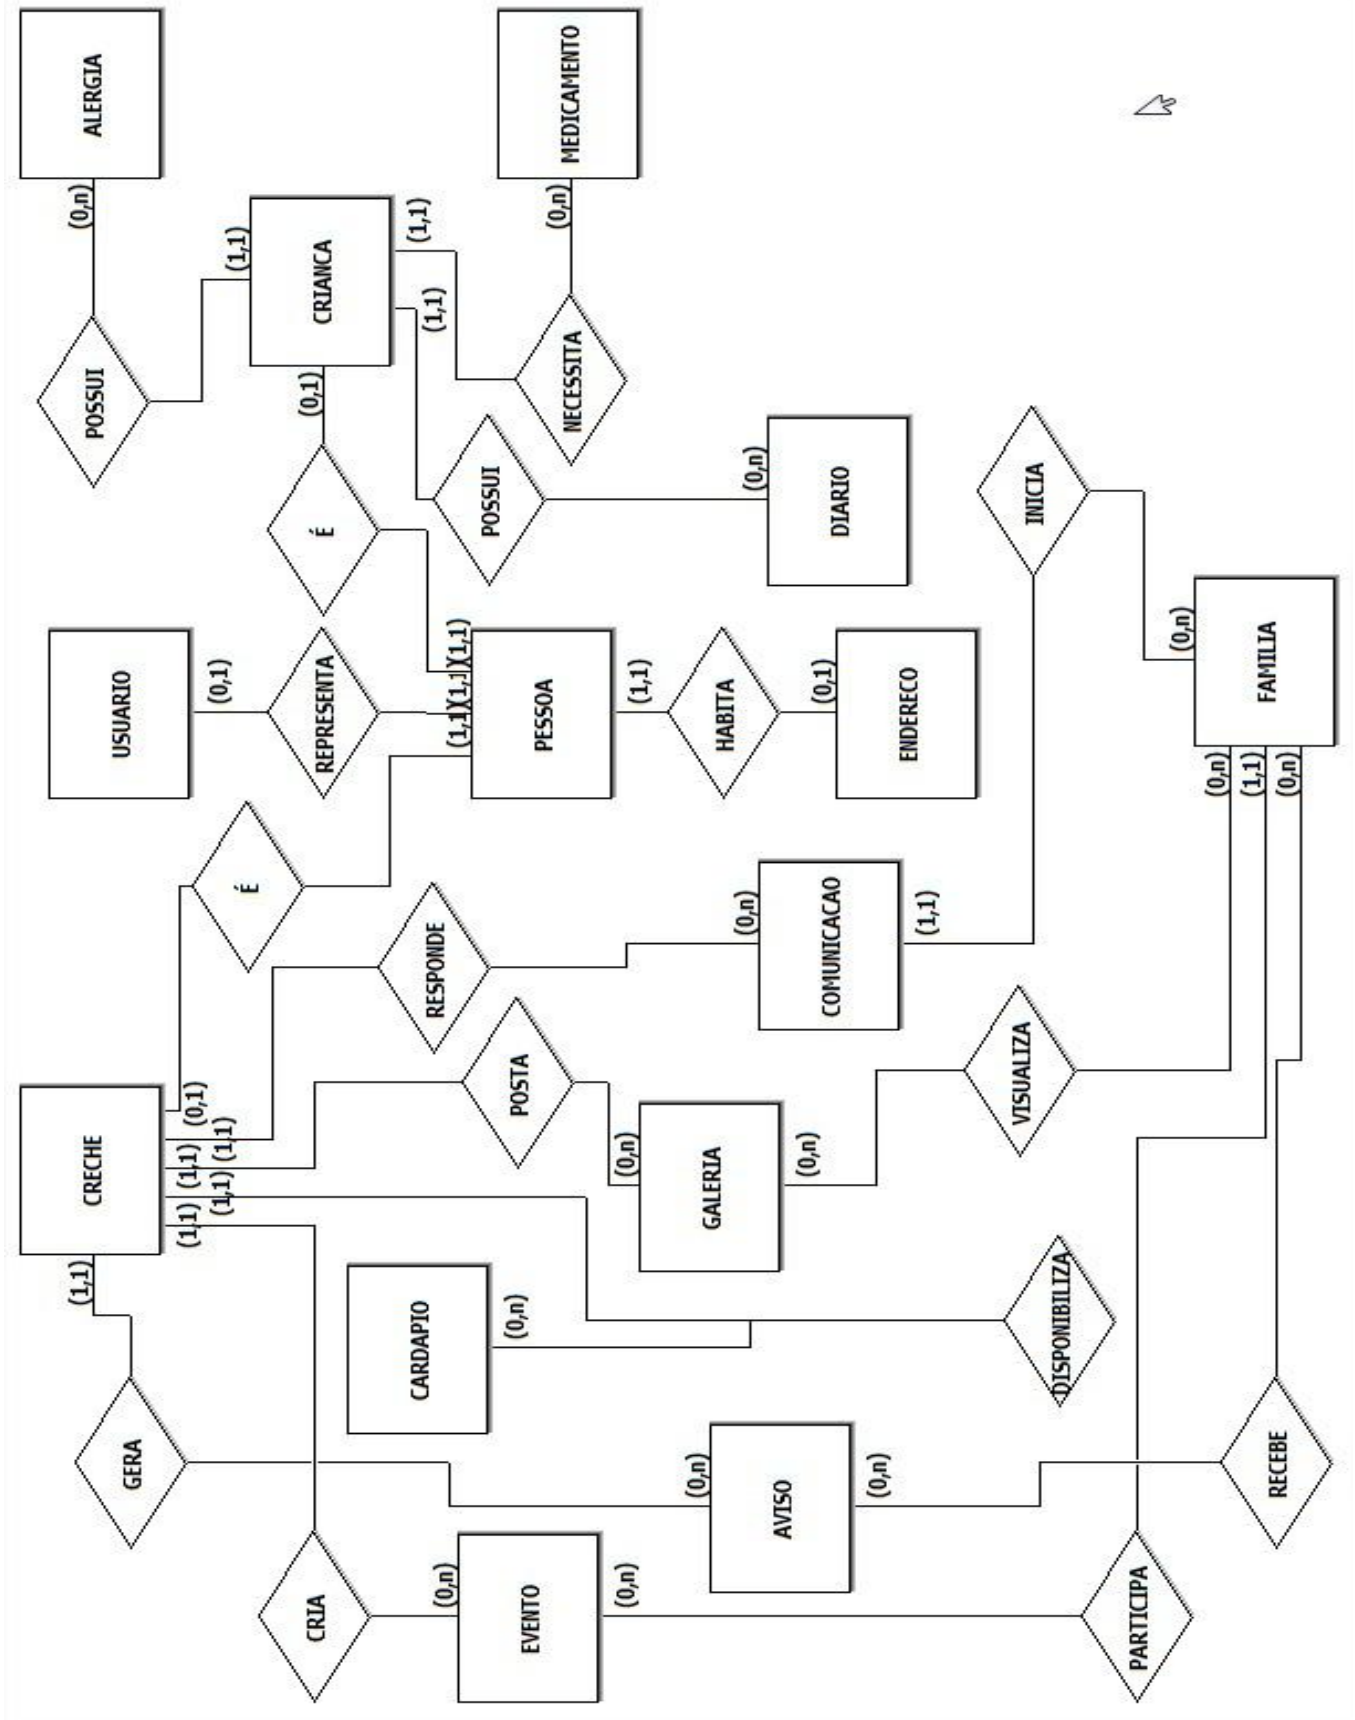 (1,1)
(0,n)
CRECHE
POSSUI
ALERGIA
GERA
USUARIO
(1,1)
(1,1)
(0,1)
(1,1)
(1,1)
(0,1)
(1,1)
É
CRIA
REPRESENTA
É
(0,1)
CRIANCA
CARDAPIO
RESPONDE
(1,1)
(1,1)
(0,n)
(1,1)
(1,1)
(1,1)
POSSUI
(0,n)
POSTA
EVENTO
PESSOA
(0,n)
NECESSITA
MEDICAMENTO
(0,n)
(0,n)
(1,1)
(0,n)
GALERIA
HABITA
(0,n)
(0,n)
AVISO
(0,n)
(0,1)
COMUNICACAO
DIARIO
(0,n)
ENDERECO
(1,1)
VISUALIZA
INICIA
DISPONIBILIZA
PARTICIPA
(0,n)
(0,n)
(1,1)
FAMILIA
RECEBE
(0,n)